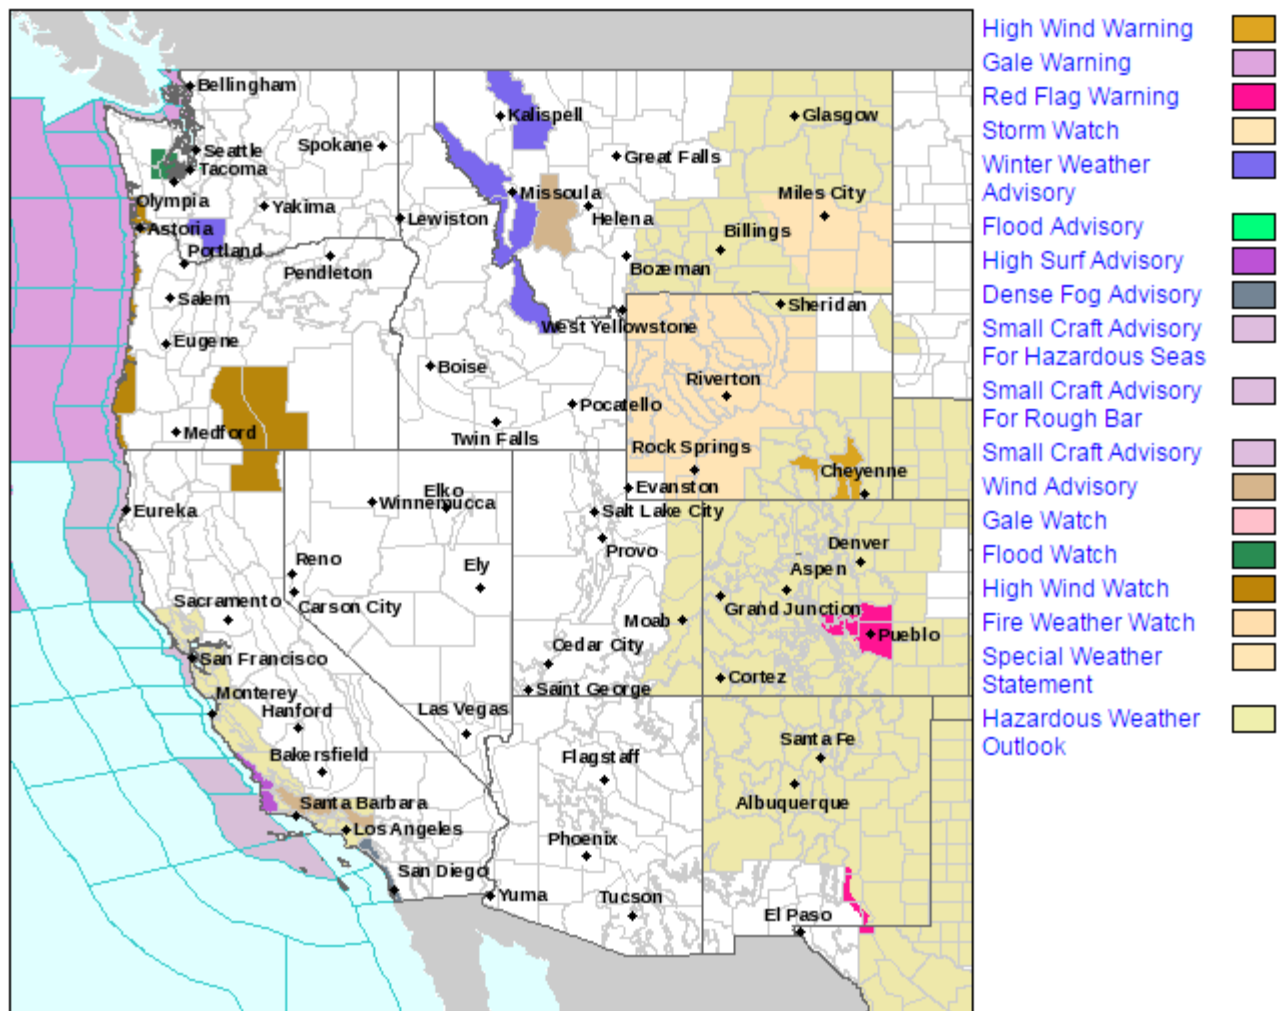 Bellingham
Seattle
Tacoma
Olympia
Astoria
Portland
Yakima
Spokane
Pendleton
Lewiston
Salem
Eugene
Medford
Kalispell
Great Falls
Glasgow
Missoula
Helena
Miles City
Billings
Bozeman
Sheridan
West Yellowstone
Boise
Riverton
Pocatello
Twin Falls
Rock Springs
Cheyenne
Evanston
Eureka
Elko
Winnemucca
Salt Lake City
Provo
Ely
Reno
Carson City
Sacramento
San Francisco
Denver
Aspen
Grand Junction
Moab
Pueblo
Cedar City
Cortez
Saint George
Monterey
Hanford
Las Vegas
Bakersfield
Flagstaff
Santa Fe
Albuquerque
Santa Barbara
Los Angeles
Phoenix
San Diego
Yuma
Tucson
El Paso
High Wind Warning
Gale Warning
Red Flag Warning
Storm Watch
Winter Weather
Advisory
Flood Advisory
High Surf Advisory
Dense Fog Advisory
Small Craft Advisory
For Hazardous Seas
Small Craft Advisory
For Rough Bar
Small Craft Advisory
Wind Advisory
Gale Watch
Flood Watch
High Wind Watch
Fire Weather Watch
Special Weather
Statement
Hazardous Weather
Outlook